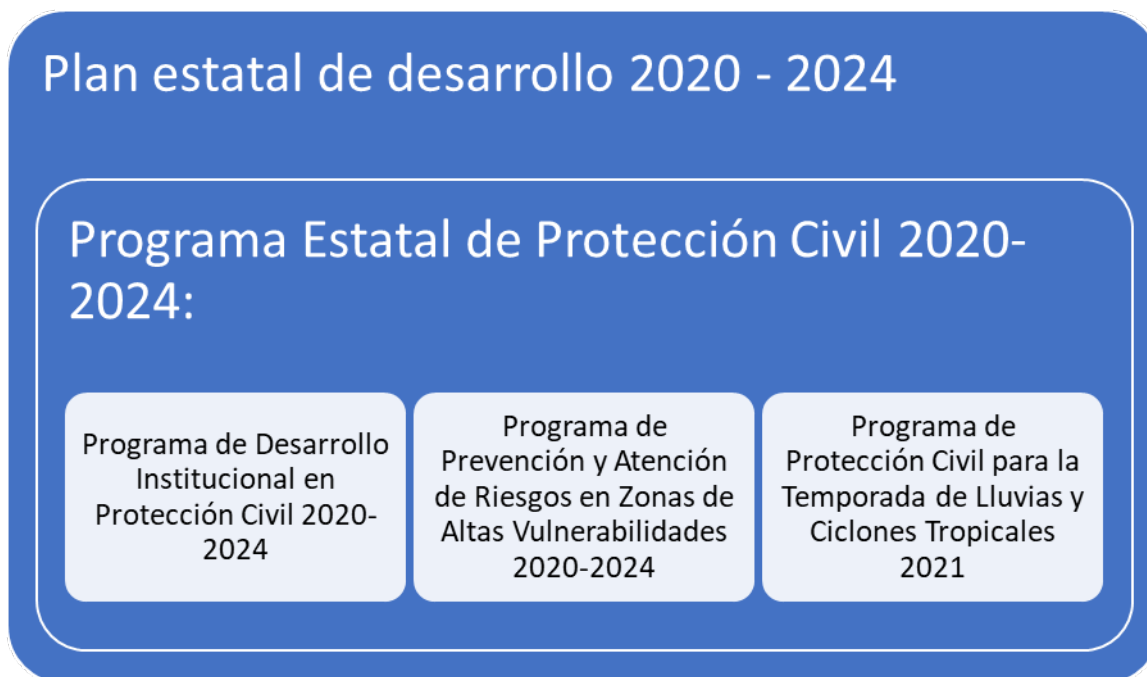 Plan estatal de desarrollo 2020 - 2024
Programa Estatal de Protección Civil 2020-
2024:
Programa de Desarrollo
Institucional en
Protección Civil 2020-
2024
Programa de
Prevención y Atención
de Riesgos en Zonas de
Altas Vulnerabilidades
2020-2024
Programa de
Protección Civil para la
Temporada de Lluvias y
Ciclones Tropicales
2021